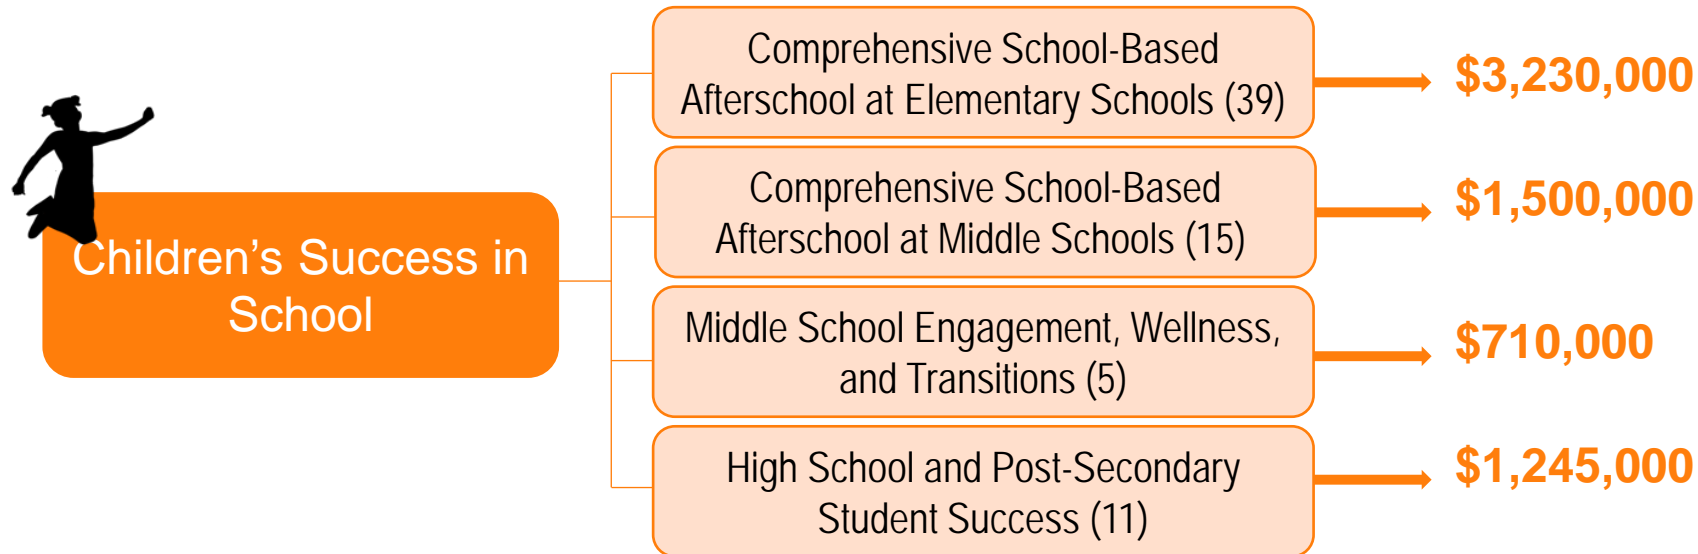 Children’s Success in
School
Comprehensive School-Based
Afterschool at Elementary Schools (39)
$3,230,000
Comprehensive School-Based
Afterschool at Middle Schools (15)
$1,500,000
Middle School Engagement, Wellness,
and Transitions (5)
$710,000
High School and Post-Secondary
Student Success (11)
$1,245,000